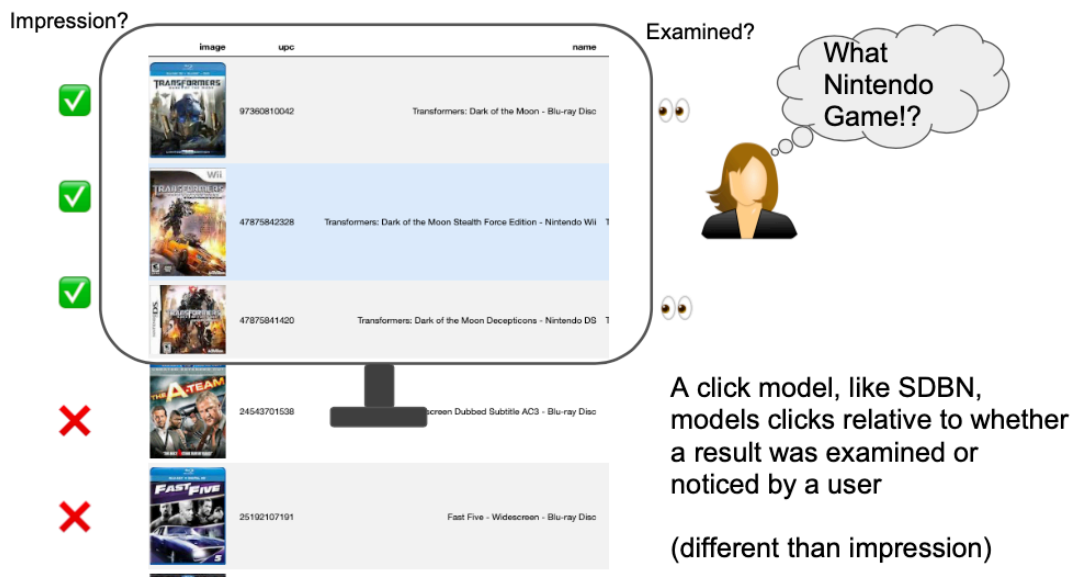 Impression?
Examined?
What
Nintendo
Game!?
image upc name
TRANSFORMERS
97360810042 Transformers: Dark of the Moon - Blu-ray Disc
Wii
TRANSFORMERS
47875842328 Transformers: Dark of the Moon Stealth Force Edition - Nintendo Wii T
TRANSFORMERS
47875841420 Transformers: Dark of the Moon Decepticons - Nintendo DS T
THE A-TEAM
24543701538 screen Dubbed Subtitle AC3 - Blu-ray Disc
FAST FIVE
5
25192107191 Fast Five - Widescreen - Blu-ray Disc
A click model, like SDBN,
models clicks relative to whether
a result was examined or
noticed by a user
(different than impression)